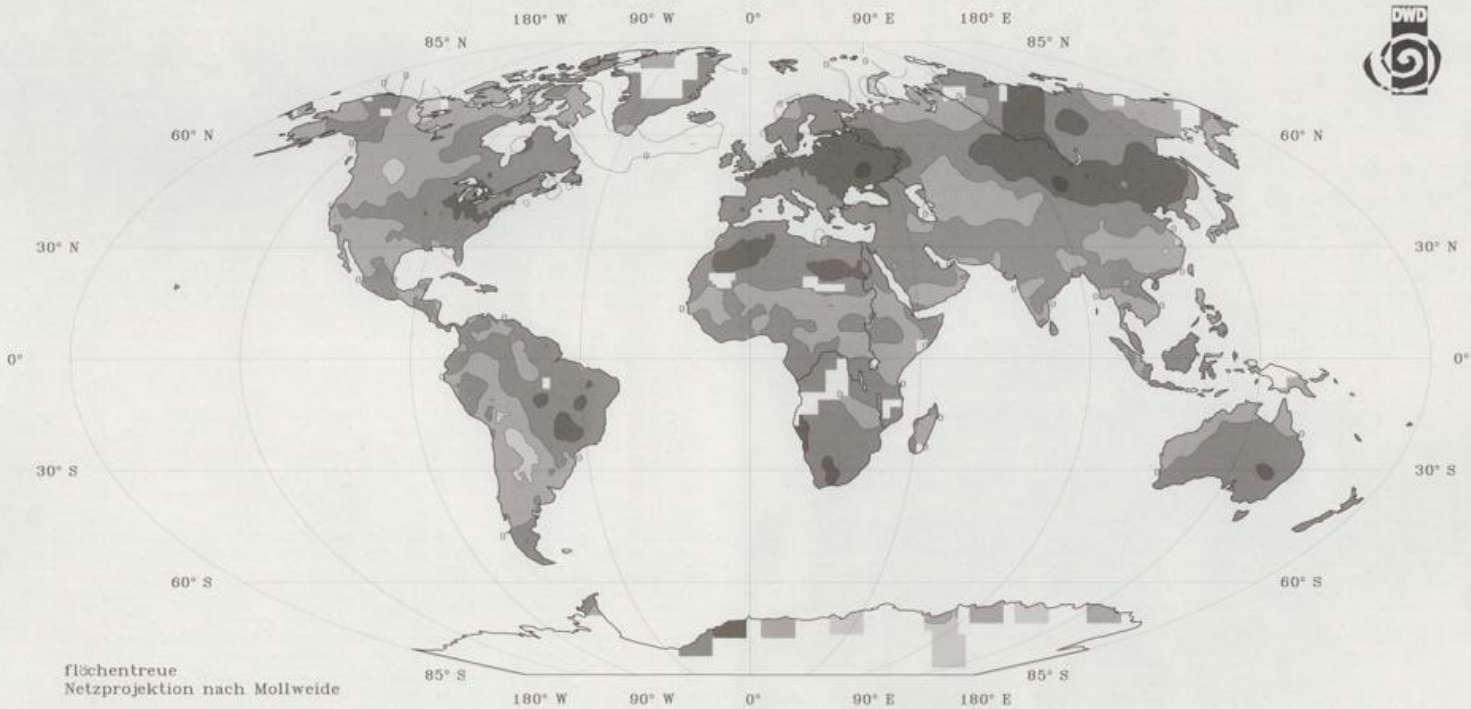 180° W 90° W 0° 90° E 180° E
DWD
85° N 85° N
60° N 60° N
30° N 30° N
0° 0°
30° S 30° S
60° S 60° S
flächentreue
Netzprojektion nach Mollweide
85° S 85° S
180° W 90° W 0° 90° E 180° E